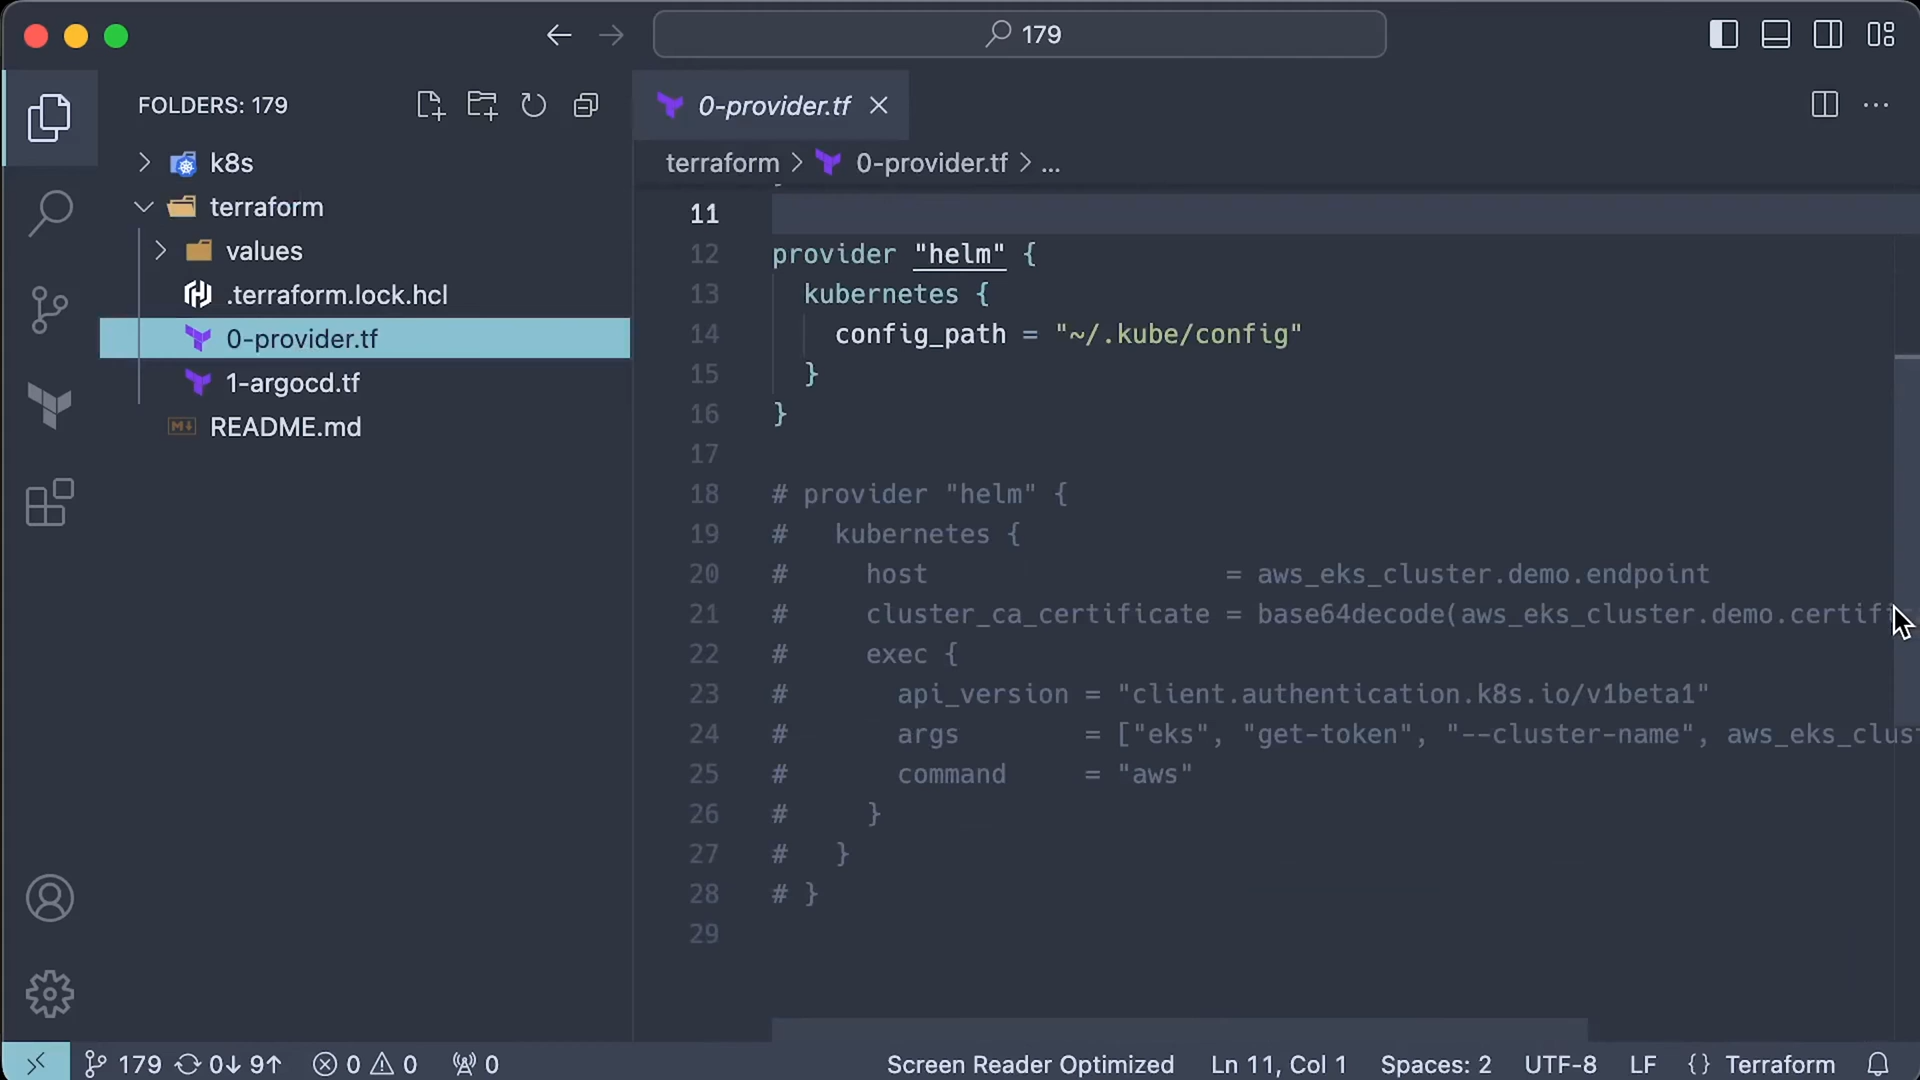 179
FOLDERS: 179
k8s
terraform
values
.terraform.lock.hcl
0-provider.tf
1-argocd.tf
README.md
0-provider.tf
terraform > 0-provider.tf > ...
11
12 provider "helm" {
13 kubernetes {
14 config_path = "~/.kube/config"
15 }
16 }
17
18 # provider "helm" {
19 #   kubernetes {
20 #     host                   = aws_eks_cluster.demo.endpoint
21 #     cluster_ca_certificate = base64decode(aws_eks_cluster.demo.certif
22 #     exec {
23 #       api_version = "client.authentication.k8s.io/v1beta1"
24 #       args        = ["eks", "get-token", "--cluster-name", aws_eks_clus
25 #       command     = "aws"
26 #     }
27 #   }
28 # }
29
179 0↓ 9↑ 0 0 0 Screen Reader Optimized Ln 11, Col 1 Spaces: 2 UTF-8 LF {} Terraform